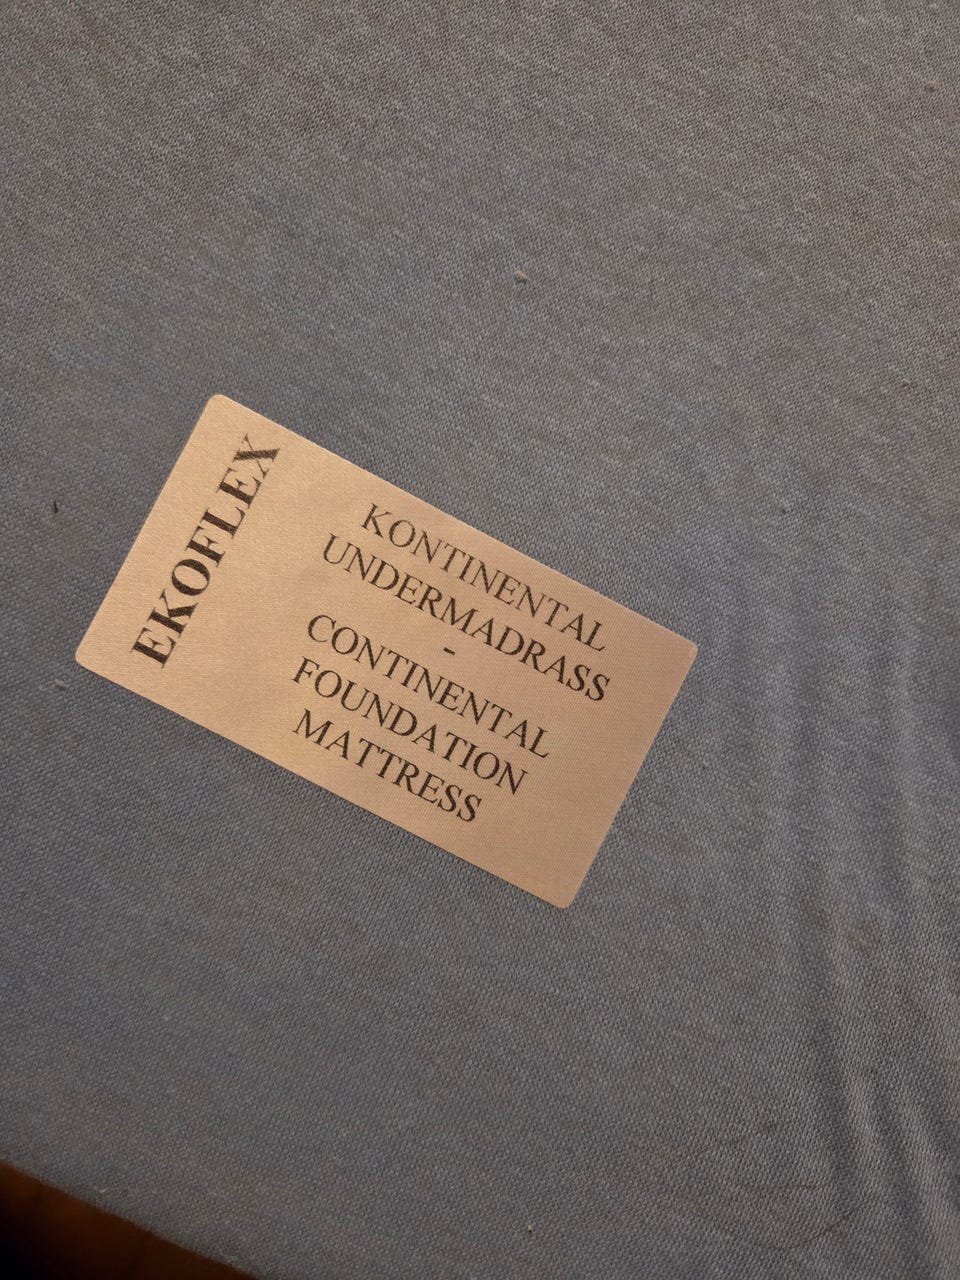 EKOFLEX
KONTINENTAL
UNDERMADRASS
-
CONTINENTAL
FOUNDATION
MATTRESS